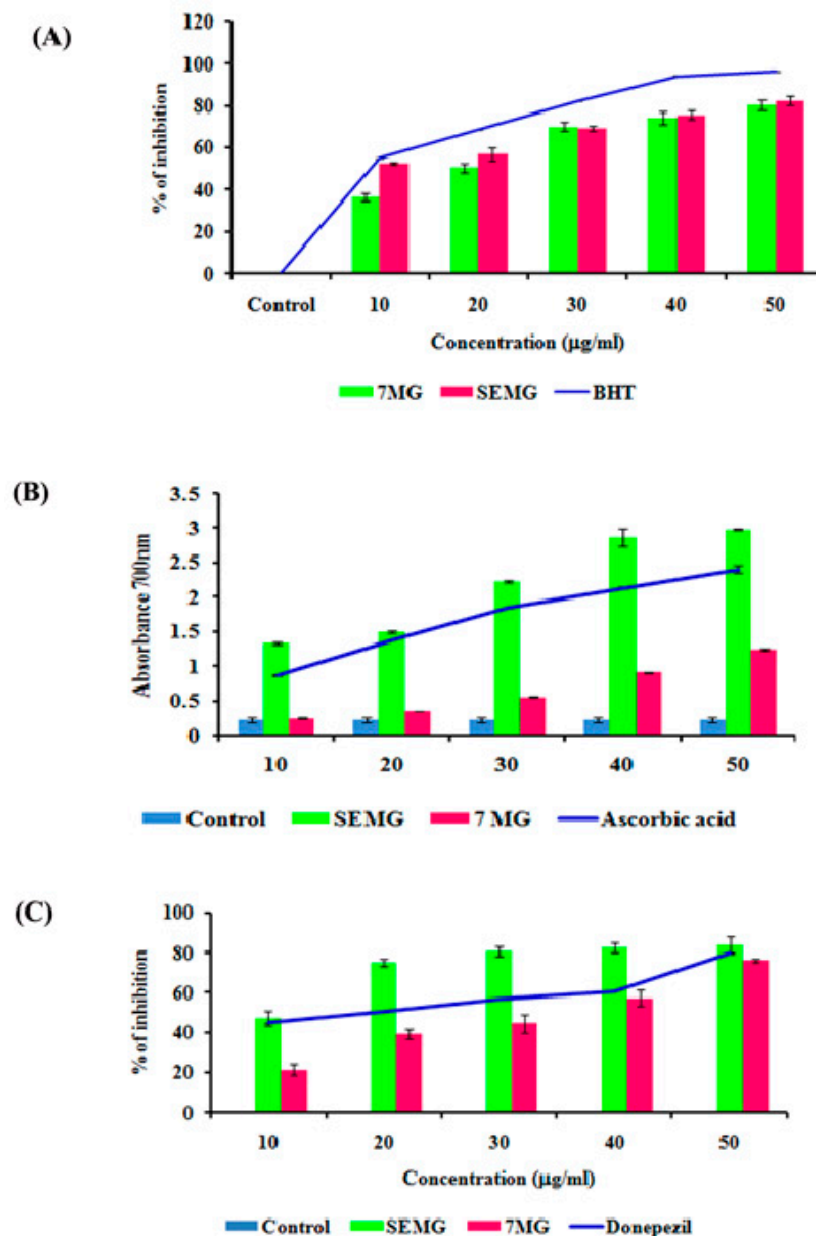 (A)
120
100
80
60
40
20
0
% of inhibition
Control 10 20 30 40 50
Concentration (µg/ml)
7MG SEMG BHT
(B)
3.5
3
2.5
2
1.5
1
0.5
0
Absorbance 700nm
10 20 30 40 50
Control SEMG 7 MG Ascorbic acid
(C)
100
80
60
40
20
0
% of inhibition
10 20 30 40 50
Concentration (µg/ml)
Control SEMG 7MG Donepezil